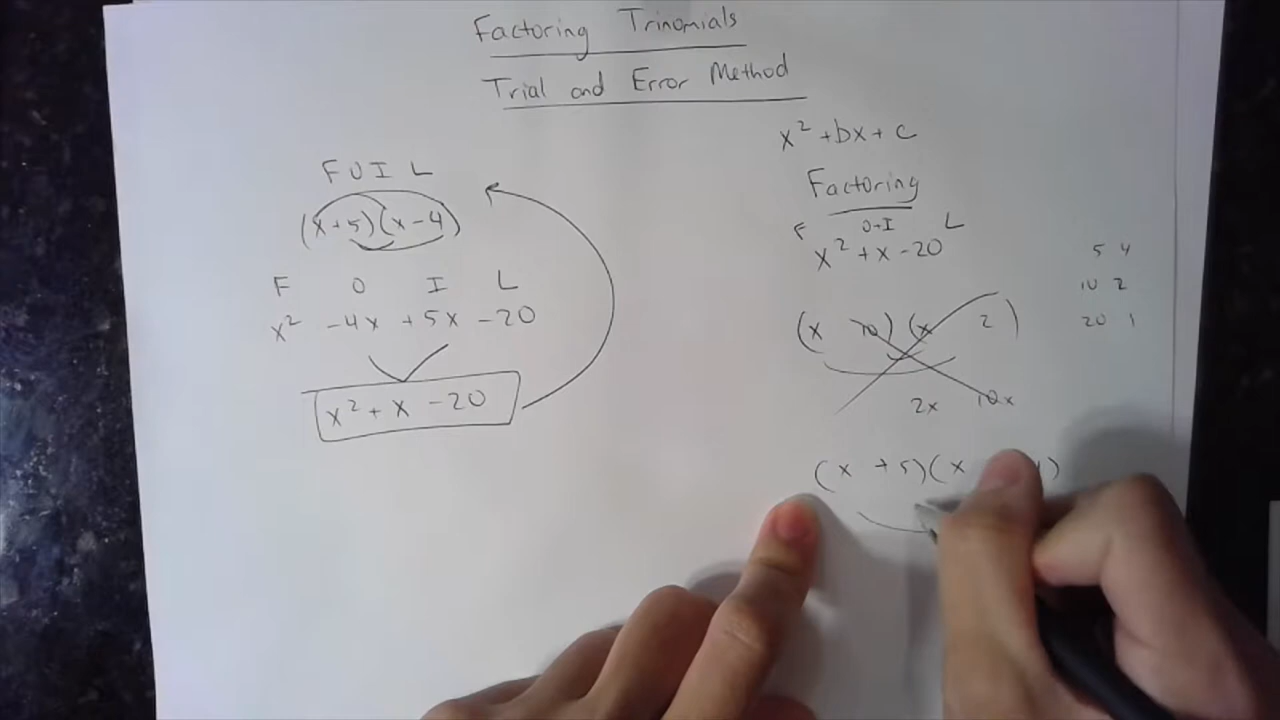 Factoring Trinomials
Trial and Error Method
x² + bx + c
F O I L
(x+5)(x-4)
F O I L
x² -4x +5x -20
x² + x -20
Factoring
F O+I L
x² + x -20
(x 10)(x 2)
2x 10x
(x +5)(x
5 4
10 2
20 1